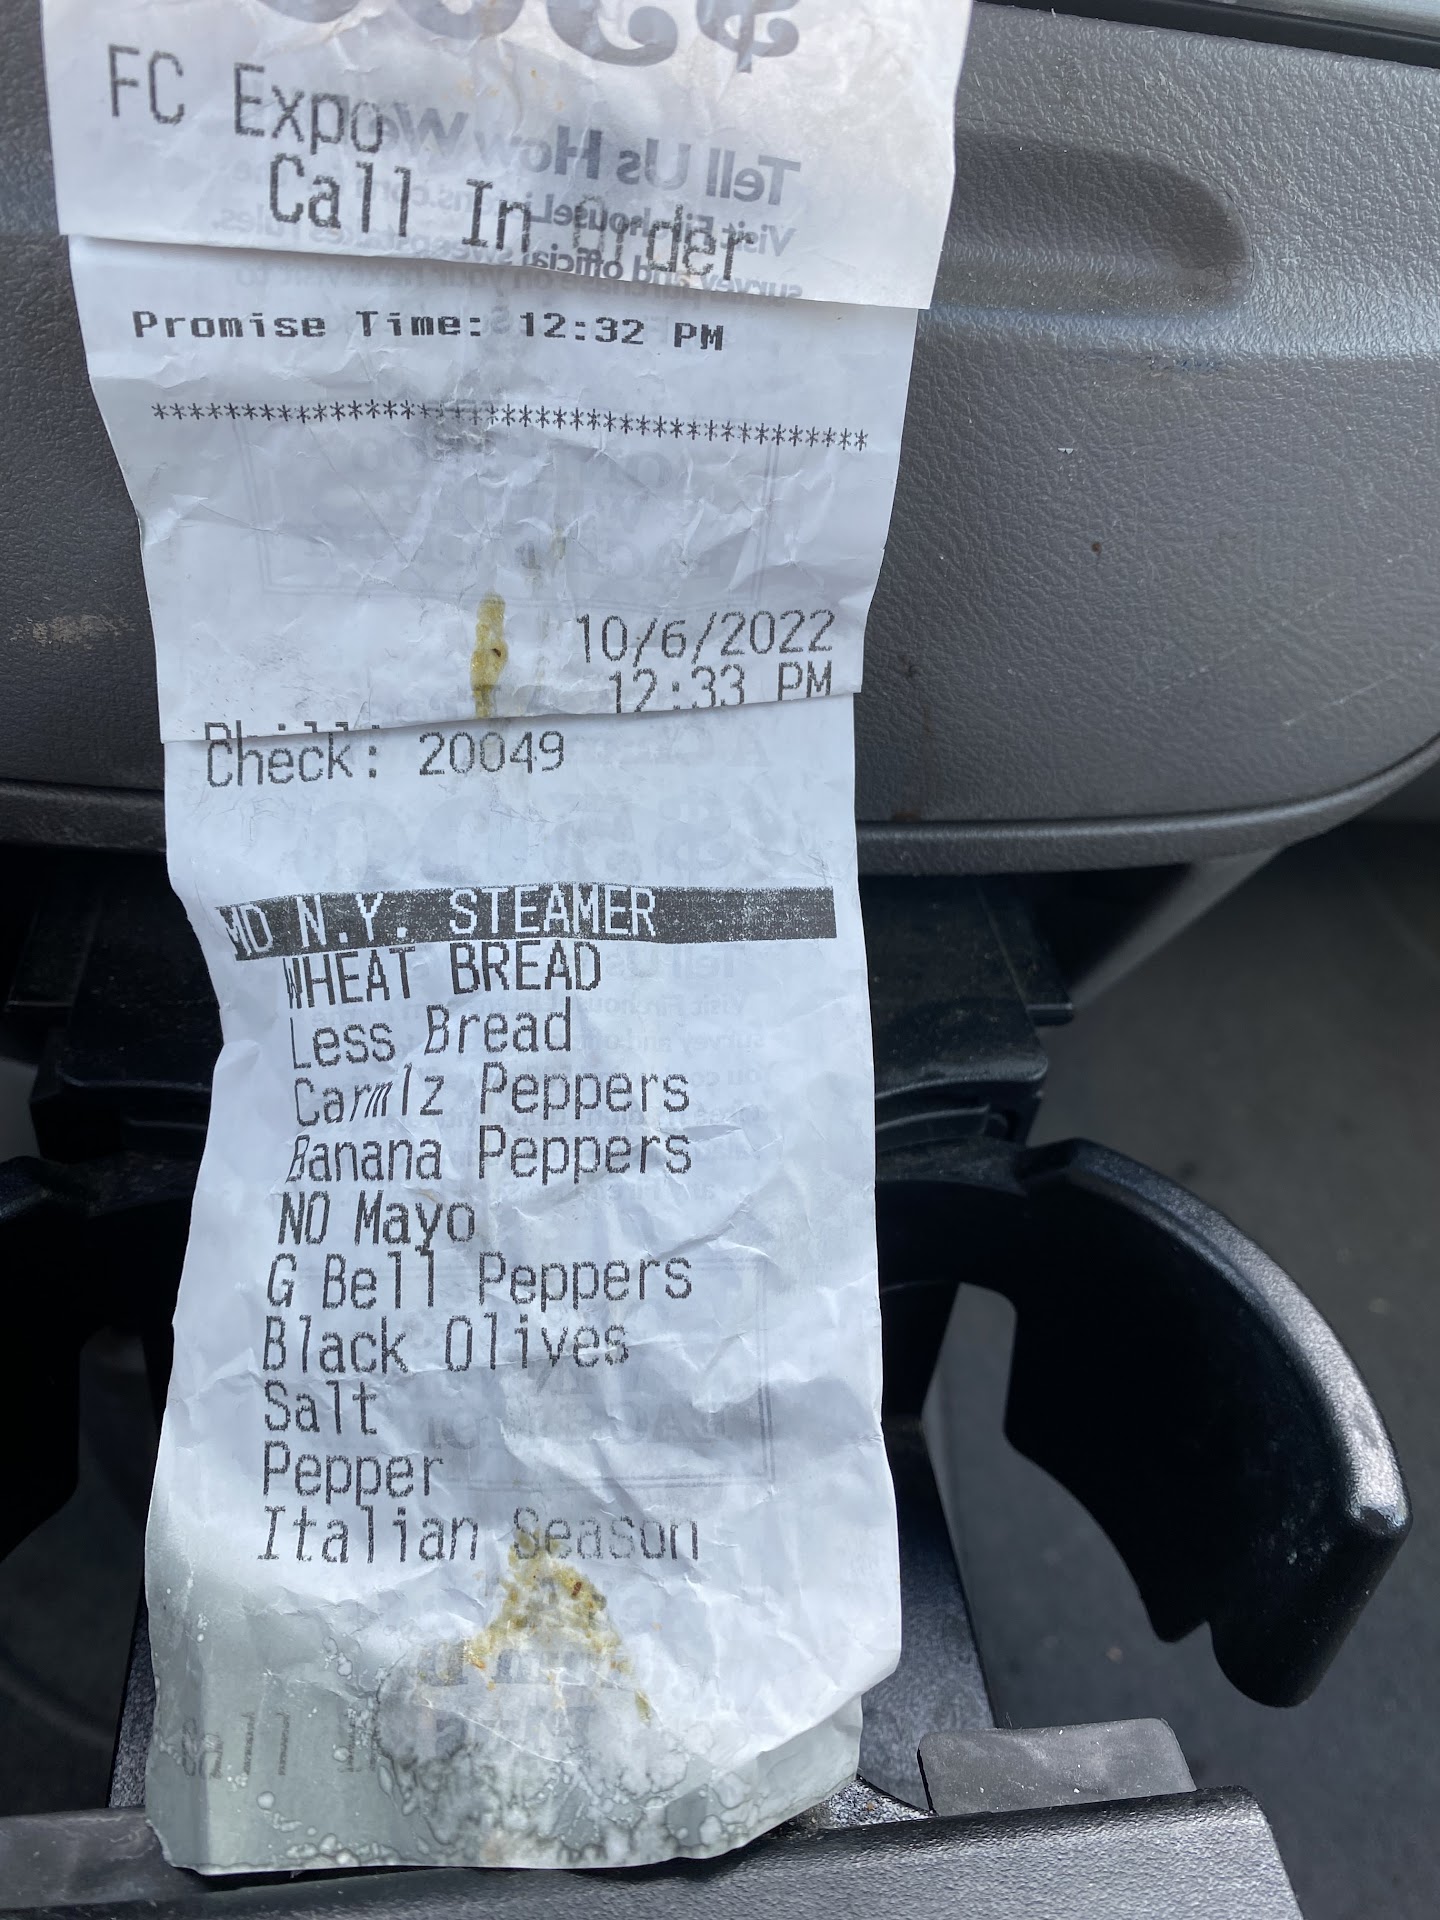 FC Expo
Call In Order
Promise Time: 12:32 PM
****************************************
10/6/2022
12:33 PM
Check: 20049
MD N.Y. STEAMER
WHEAT BREAD
Less Bread
Carmlz Peppers
Banana Peppers
NO Mayo
G Bell Peppers
Black Olives
Salt
Pepper
Italian Season